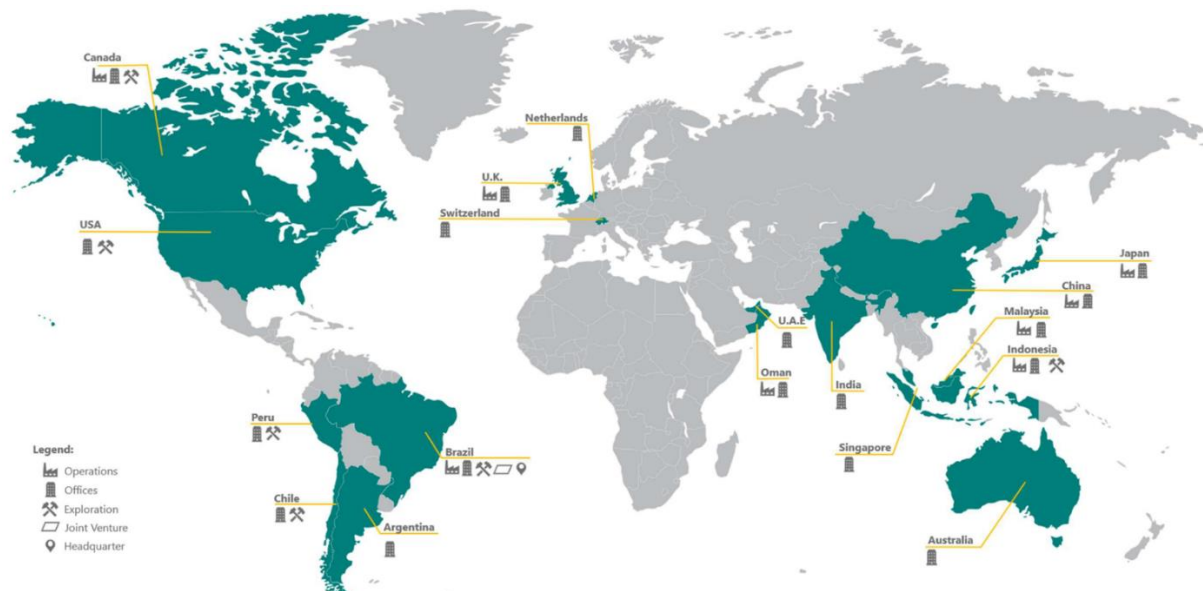 Canada
Netherlands
U.K.
Switzerland
USA
Japan
China
Malaysia
U.A.E
Indonesia
Oman
India
Peru
Brazil
Singapore
Legend:
Operations
Offices
Chile
Exploration
Joint Venture
Argentina
Headquarter
Australia